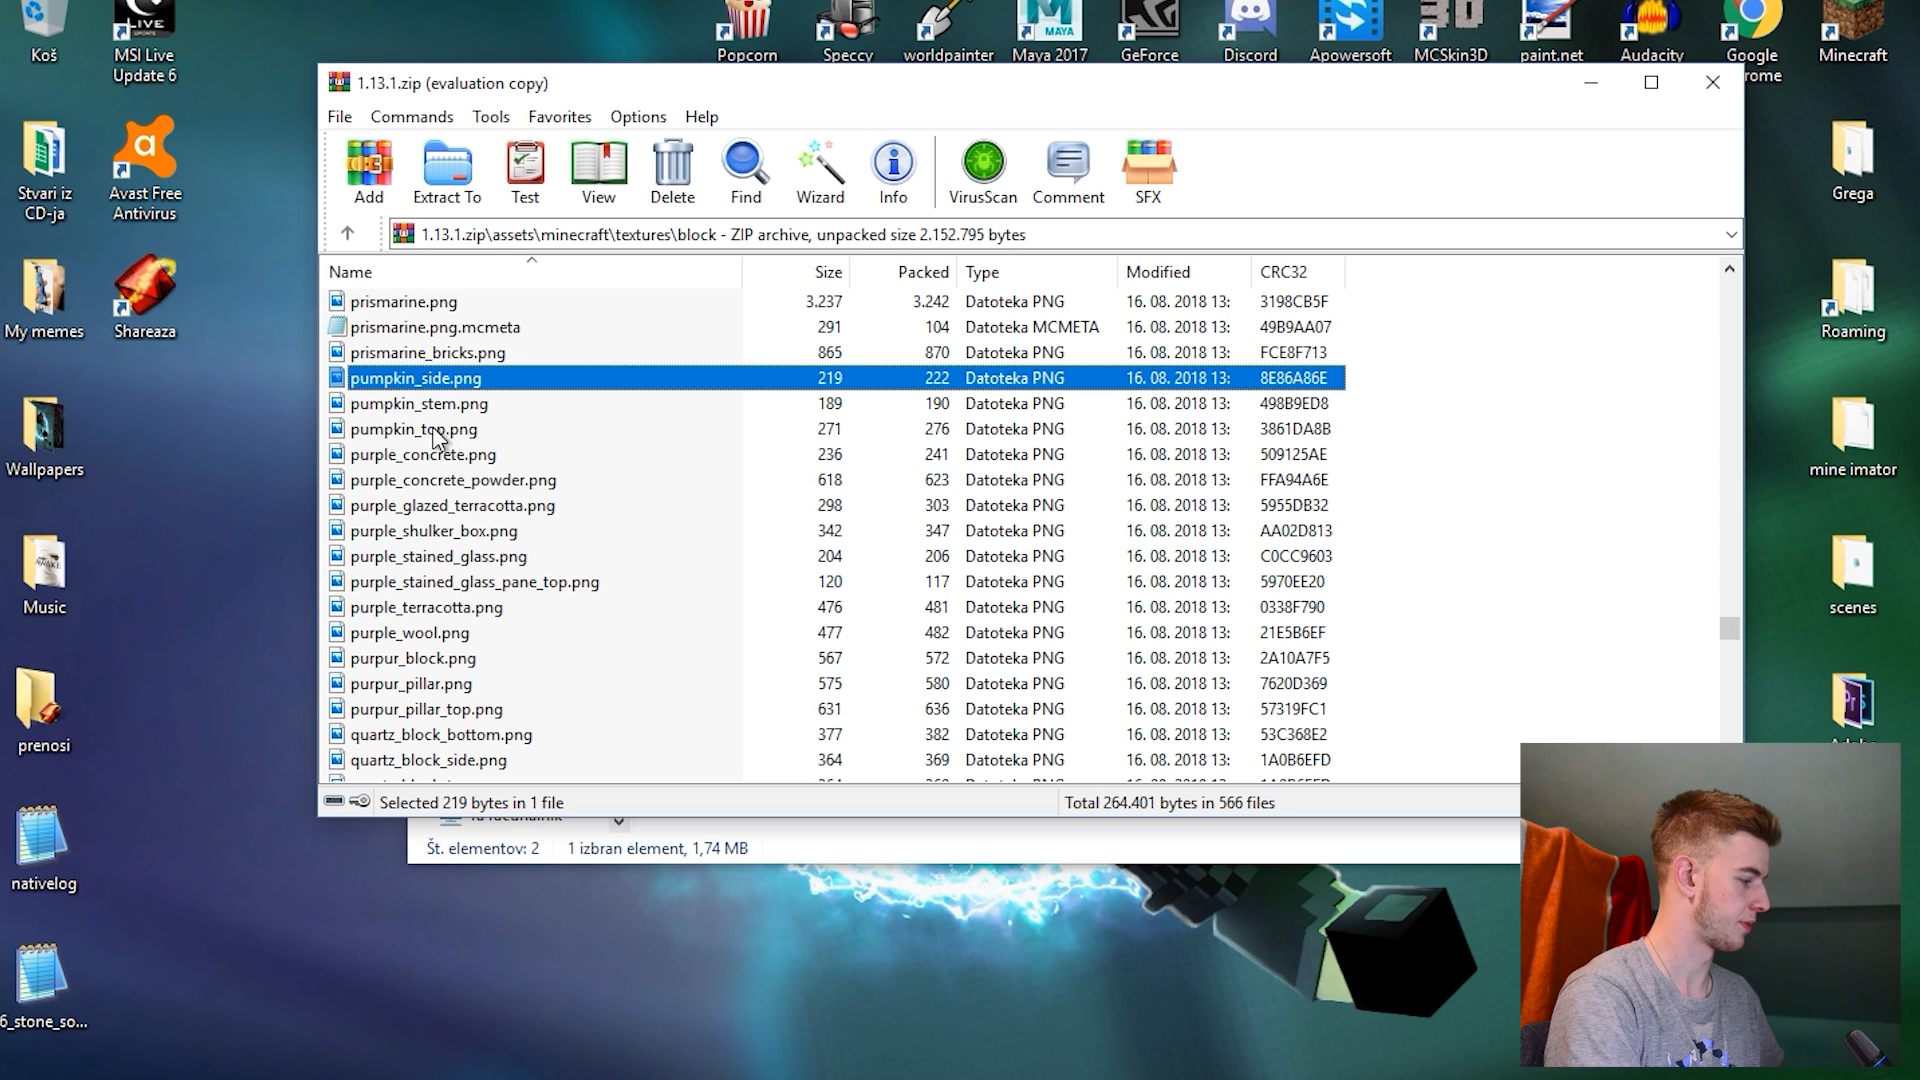 Koš
MSI Live
Update 6
LIVE
Popcorn
Speccy
worldpainter
MAYA
Maya 2017
GeForce
Discord
Apowersoft
MCSkin3D
paint.net
Audacity
Google
rome
Minecraft
Stvari iz
CD-ja
Avast Free
Antivirus
My memes
Shareaza
Wallpapers
Music
prenosi
nativelog
6_stone_so...
Grega
Roaming
mine imator
scenes
1.13.1.zip (evaluation copy)
File Commands Tools Favorites Options Help
Add Extract To Test View Delete Find Wizard Info VirusScan Comment SFX
1.13.1.zip\assets\minecraft\textures\block - ZIP archive, unpacked size 2.152.795 bytes
Name Size Packed Type Modified CRC32
prismarine.png 3.237 3.242 Datoteka PNG 16. 08. 2018 13: 3198CB5F
prismarine.png.mcmeta 291 104 Datoteka MCMETA 16. 08. 2018 13: 49B9AA07
prismarine_bricks.png 865 870 Datoteka PNG 16. 08. 2018 13: FCE8F713
pumpkin_side.png 219 222 Datoteka PNG 16. 08. 2018 13: 8E86A86E
pumpkin_stem.png 189 190 Datoteka PNG 16. 08. 2018 13: 498B9ED8
pumpkin_top.png 271 276 Datoteka PNG 16. 08. 2018 13: 3861DA8B
purple_concrete.png 236 241 Datoteka PNG 16. 08. 2018 13: 509125AE
purple_concrete_powder.png 618 623 Datoteka PNG 16. 08. 2018 13: FFA94A6E
purple_glazed_terracotta.png 298 303 Datoteka PNG 16. 08. 2018 13: 5955DB32
purple_shulker_box.png 342 347 Datoteka PNG 16. 08. 2018 13: AA02D813
purple_stained_glass.png 204 206 Datoteka PNG 16. 08. 2018 13: C0CC9603
purple_stained_glass_pane_top.png 120 117 Datoteka PNG 16. 08. 2018 13: 5970EE20
purple_terracotta.png 476 481 Datoteka PNG 16. 08. 2018 13: 0338F790
purple_wool.png 477 482 Datoteka PNG 16. 08. 2018 13: 21E5B6EF
purpur_block.png 567 572 Datoteka PNG 16. 08. 2018 13: 2A10A7F5
purpur_pillar.png 575 580 Datoteka PNG 16. 08. 2018 13: 7620D369
purpur_pillar_top.png 631 636 Datoteka PNG 16. 08. 2018 13: 57319FC1
quartz_block_bottom.png 377 382 Datoteka PNG 16. 08. 2018 13: 53C368E2
quartz_block_side.png 364 369 Datoteka PNG 16. 08. 2018 13: 1A0B6EFD
Selected 219 bytes in 1 file Total 264.401 bytes in 566 files
Št. elementov: 2 1 izbran element, 1,74 MB